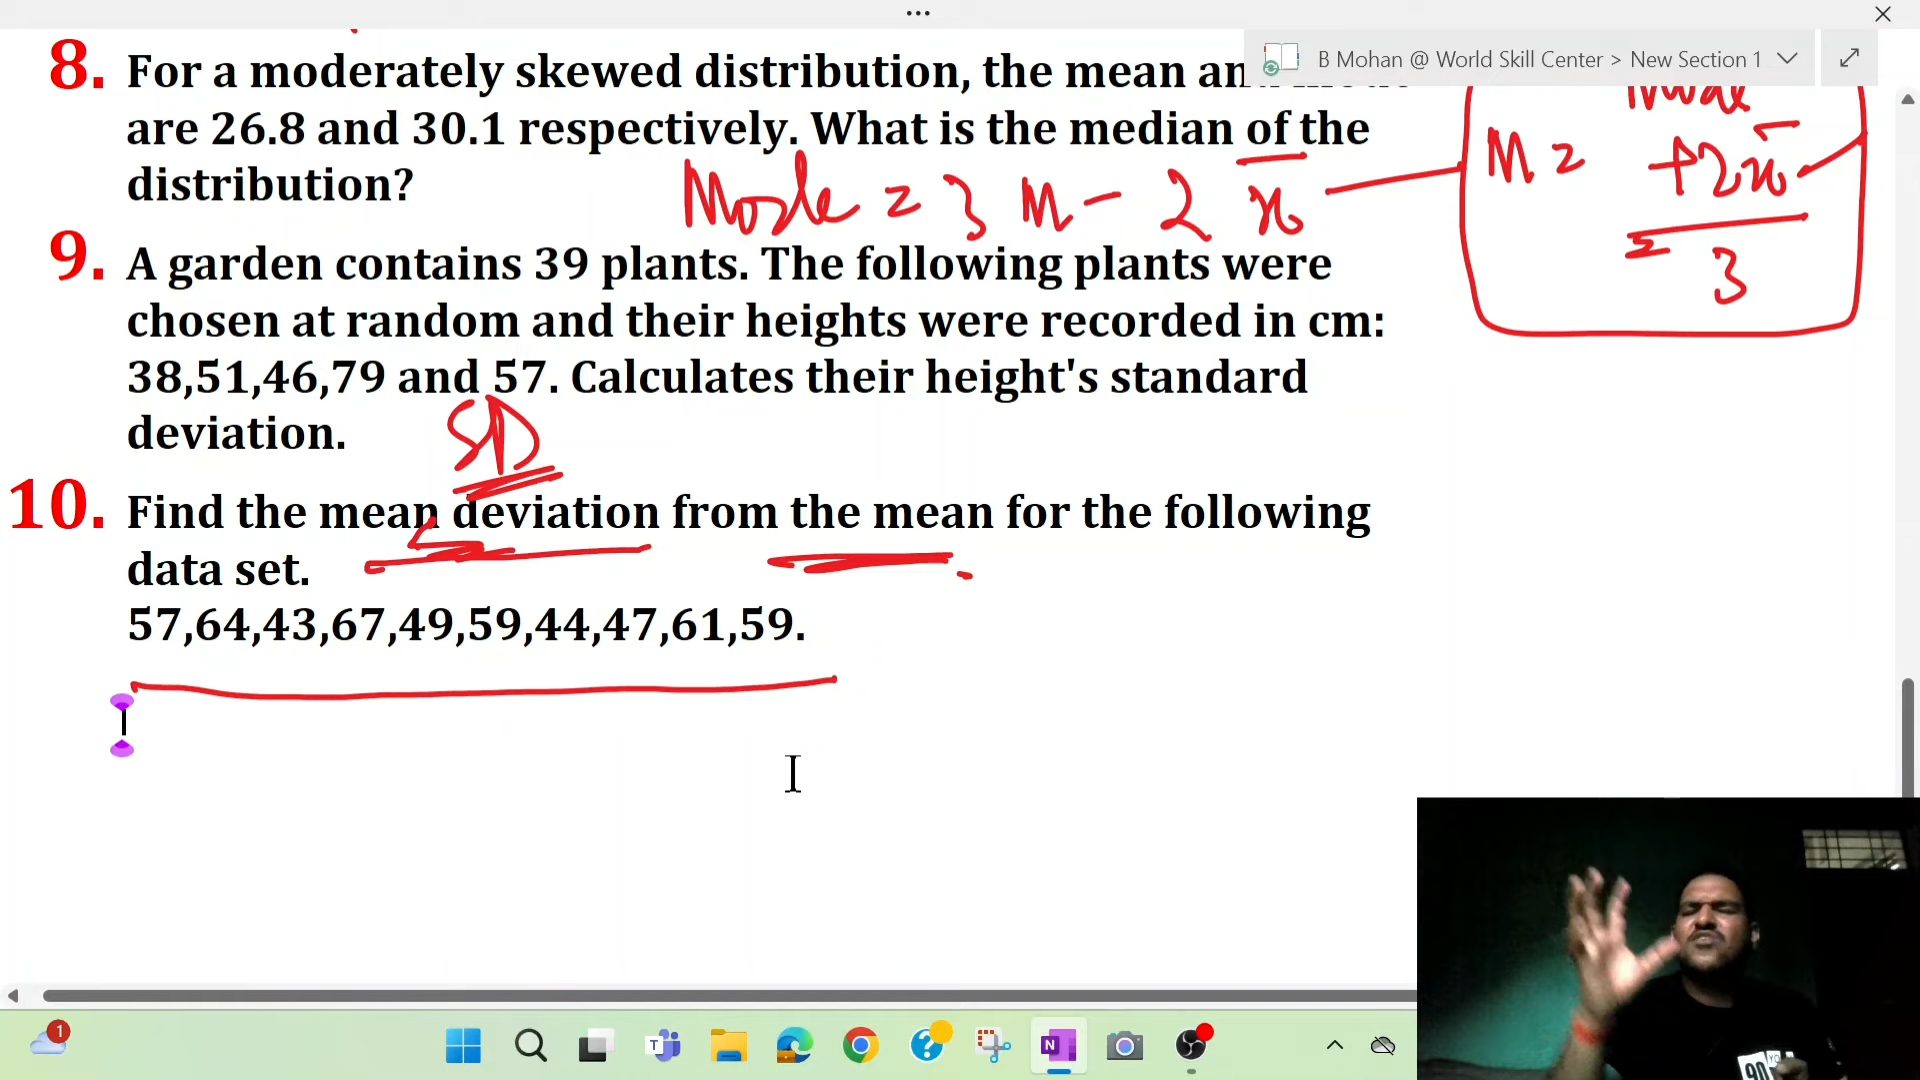 8. For a moderately skewed distribution, the mean an
B Mohan @ World Skill Center > New Section 1
are 26.8 and 30.1 respectively. What is the median of the
distribution?
Mode = 3 M - 2 x̄
M =
+2x̄
3
9. A garden contains 39 plants. The following plants were
chosen at random and their heights were recorded in cm:
38,51,46,79 and 57. Calculates their height's standard
deviation.
SD
10. Find the mean deviation from the mean for the following
data set.
57,64,43,67,49,59,44,47,61,59.
1
90